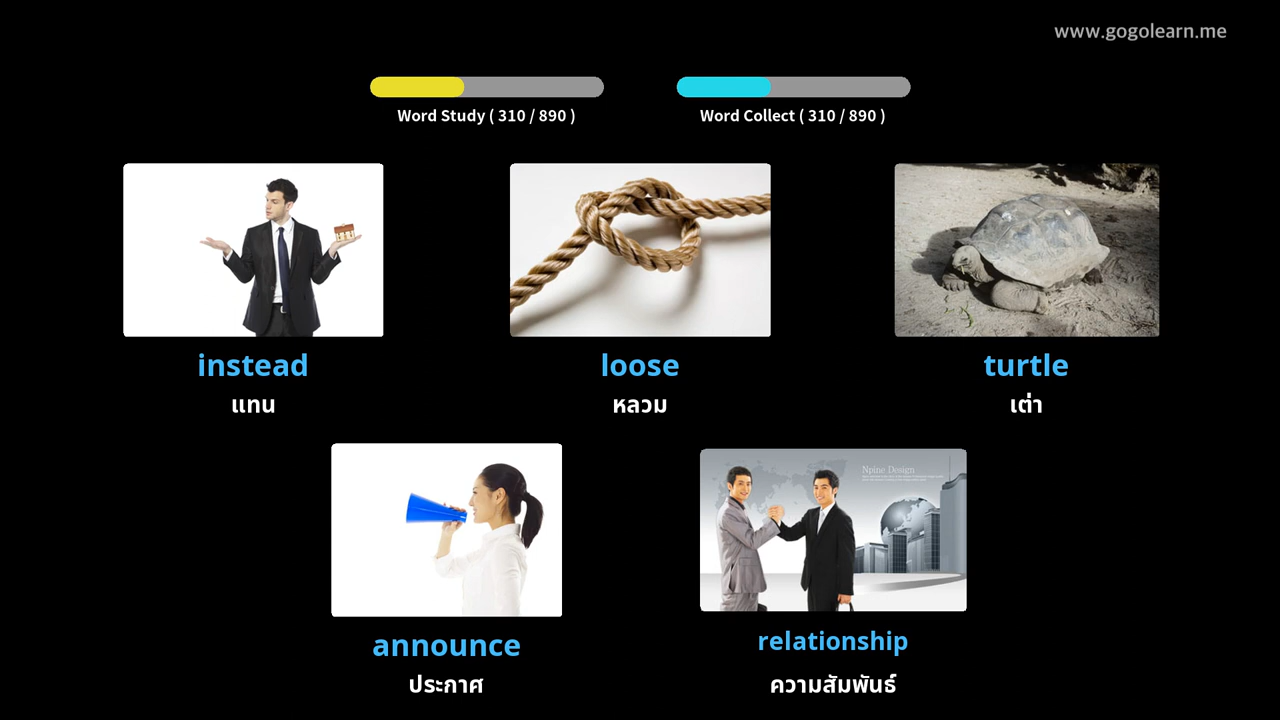 www.gogolearn.me
Word Study ( 310 / 890 )
Word Collect ( 310 / 890 )
instead
loose
turtle
แทน
หลวม
เต่า
Npine Design
announce
relationship
ประกาศ
ความสัมพันธ์